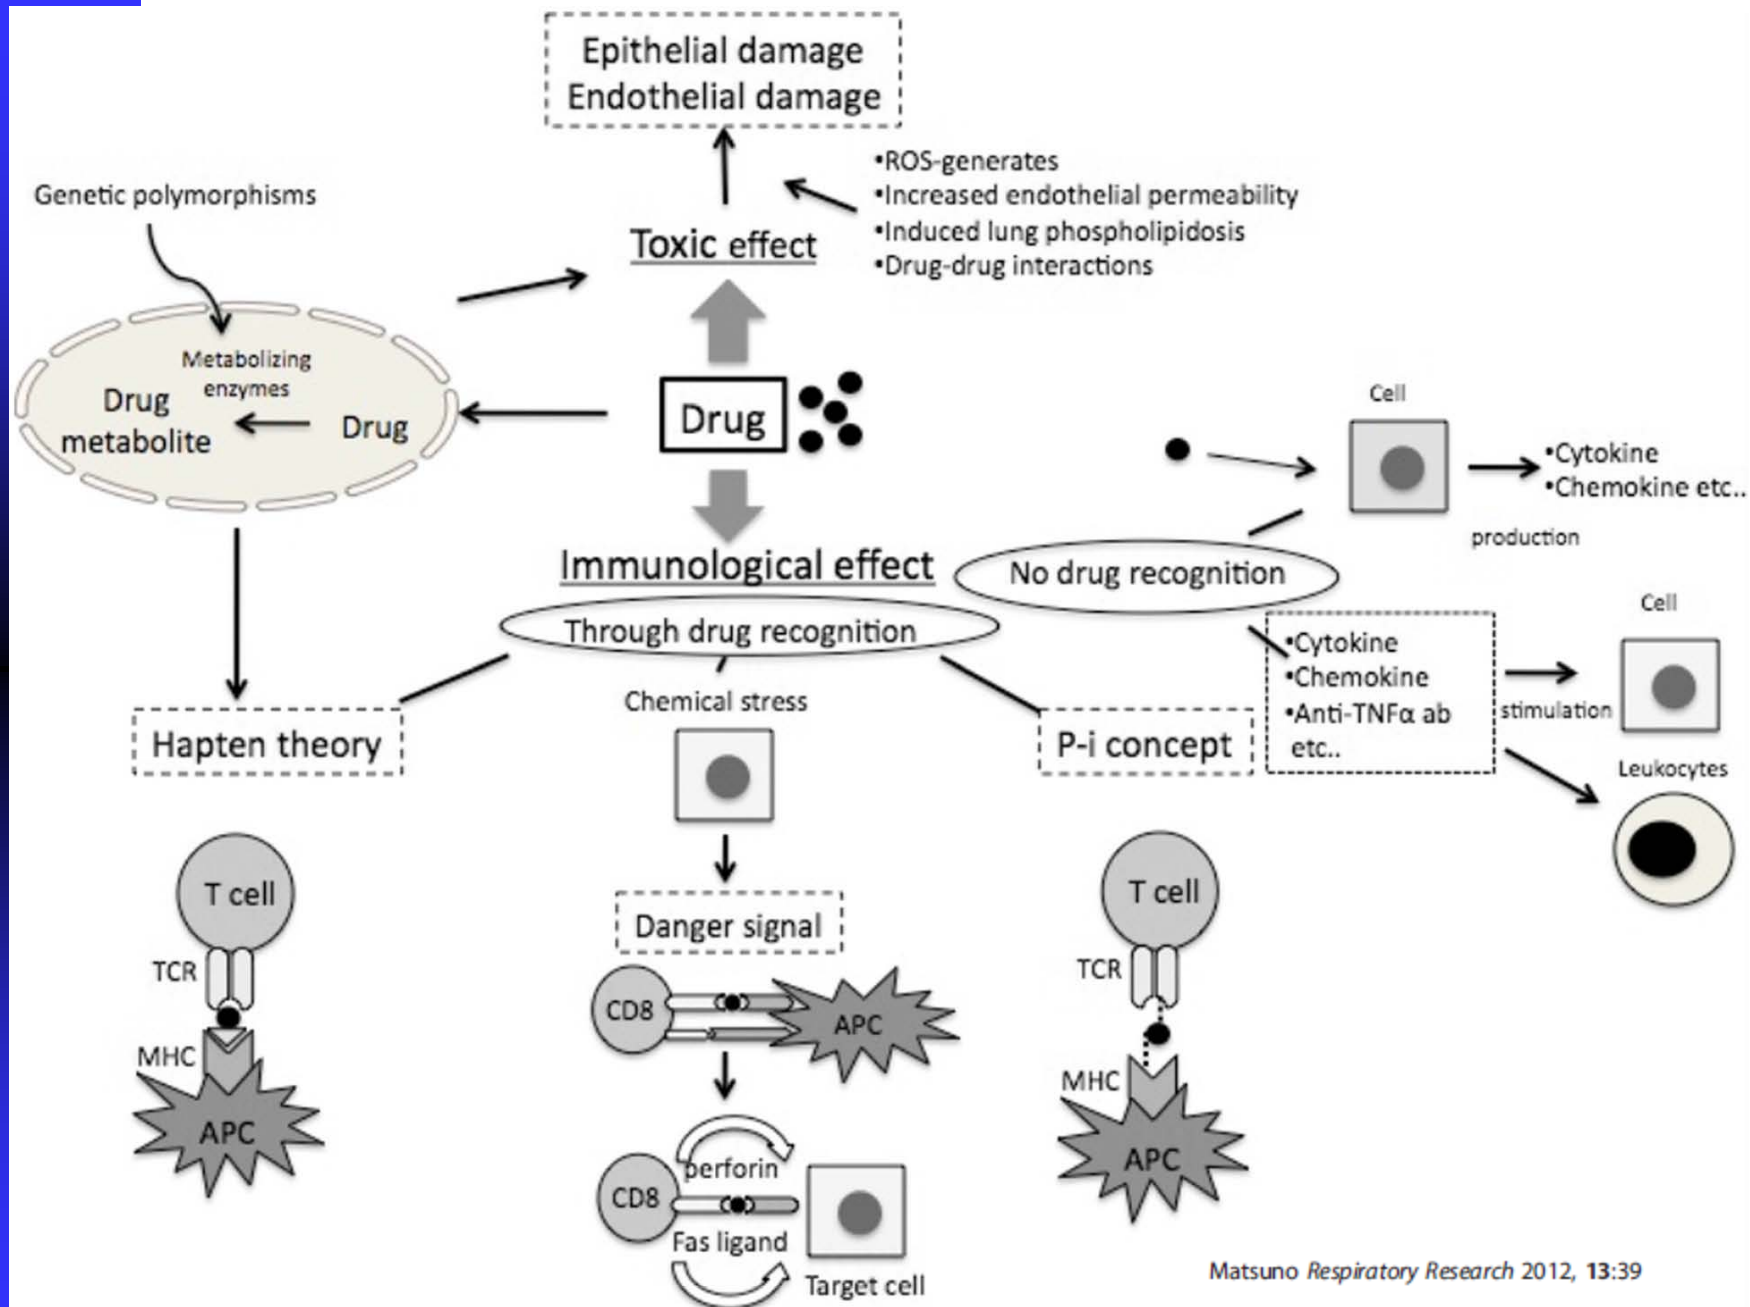 Epithelial damage
Endothelial damage
•ROS-generates
•Increased endothelial permeability
•Induced lung phospholipidosis
•Drug-drug interactions
Genetic polymorphisms
Toxic effect
Metabolizing
enzymes
Drug
metabolite
Drug
Drug
Cell
•Cytokine
•Chemokine etc..
production
Immunological effect
No drug recognition
Through drug recognition
Cell
•Cytokine
•Chemokine
•Anti-TNFα ab
etc..
stimulation
Leukocytes
Chemical stress
Hapten theory
P-i concept
T cell
TCR
MHC
APC
Danger signal
CD8
APC
perforin
CD8
Fas ligand
Target cell
T cell
TCR
MHC
APC
Matsuno Respiratory Research 2012, 13:39